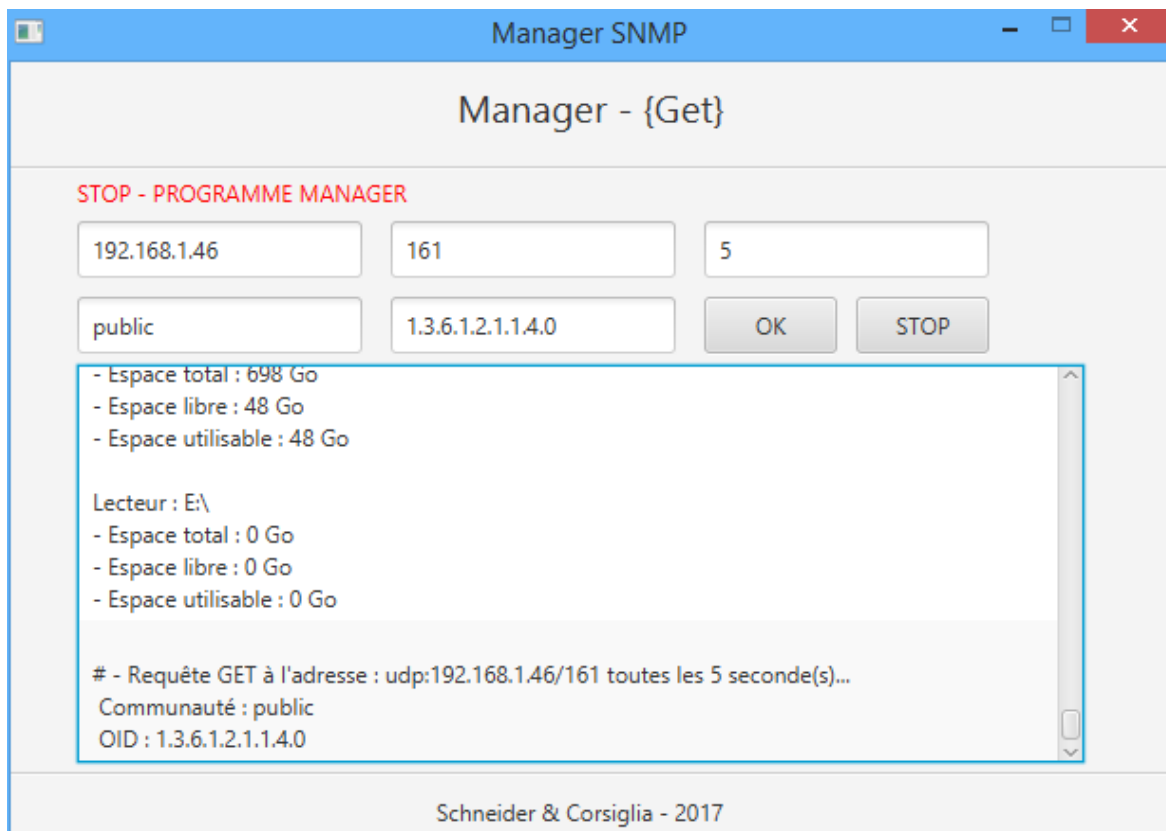 Manager SNMP
Manager - {Get}
STOP - PROGRAMME MANAGER
192.168.1.46 161 5
public 1.3.6.1.2.1.1.4.0 OK STOP
- Espace total : 698 Go
- Espace libre : 48 Go
- Espace utilisable : 48 Go
Lecteur : E:\
- Espace total : 0 Go
- Espace libre : 0 Go
- Espace utilisable : 0 Go
# - Requête GET à l'adresse : udp:192.168.1.46/161 toutes les 5 seconde(s)...
Communauté : public
OID : 1.3.6.1.2.1.1.4.0
Schneider & Corsiglia - 2017